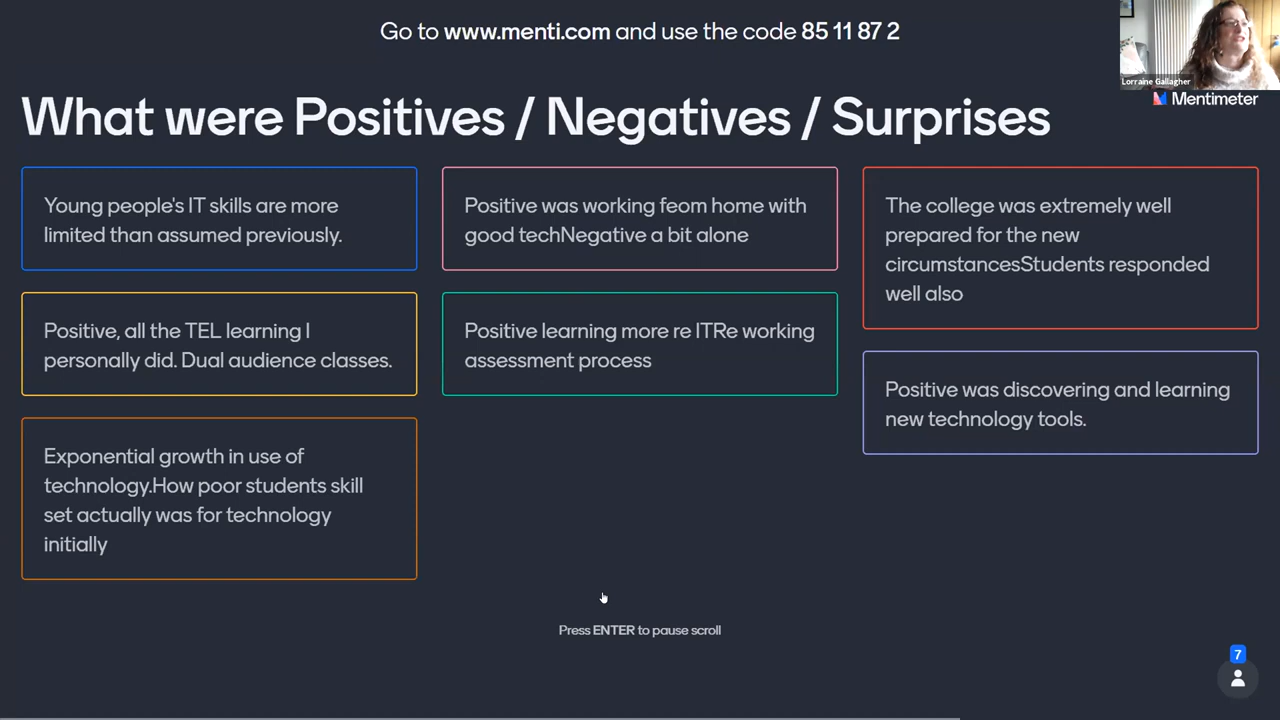 Go to www.menti.com and use the code 85 11 87 2
Lorraine Gallagher
Mentimeter
What were Positives / Negatives / Surprises
Young people's IT skills are more
limited than assumed previously.
Positive, all the TEL learning I
personally did. Dual audience classes.
Exponential growth in use of
technology.How poor students skill
set actually was for technology
initially
Positive was working feom home with
good techNegative a bit alone
Positive learning more re ITRe working
assessment process
The college was extremely well
prepared for the new
circumstancesStudents responded
well also
Positive was discovering and learning
new technology tools.
Press ENTER to pause scroll
7